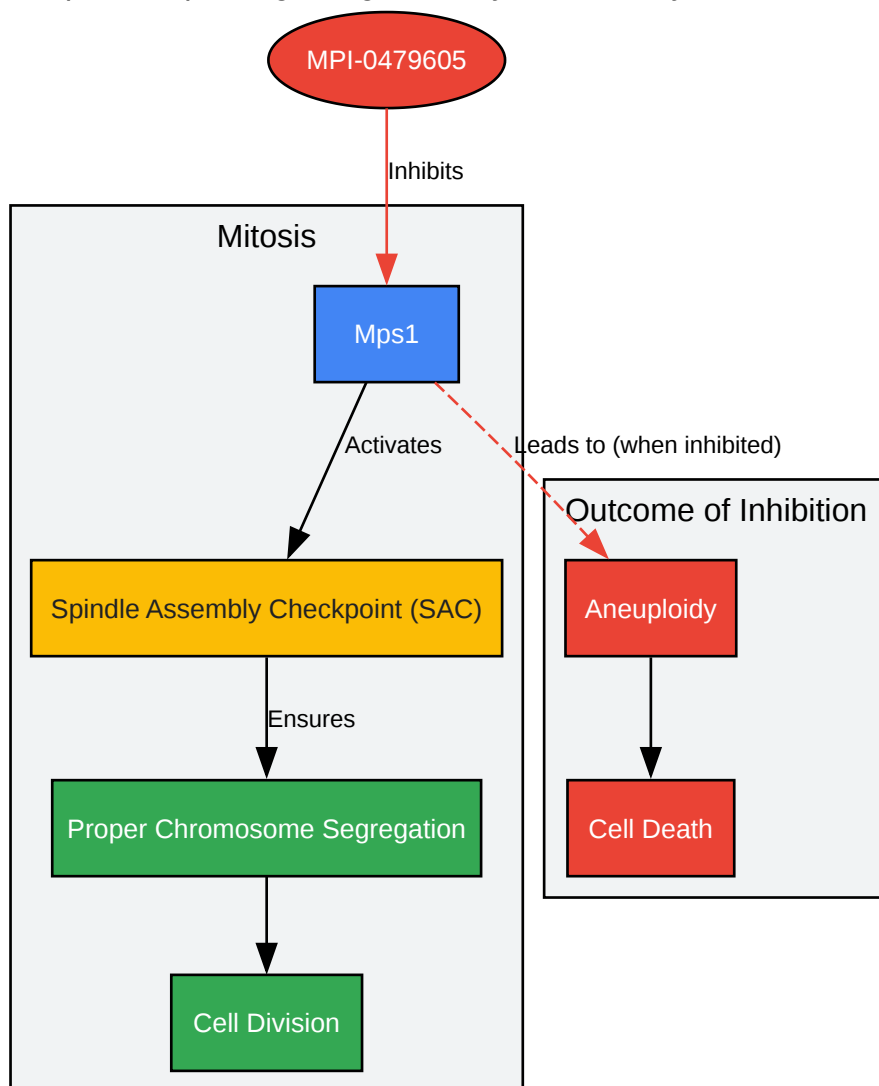 MPI-0479605
Inhibits
Mitosis
Mps1
Activates
Leads to (when inhibited)
Outcome of Inhibition
Spindle Assembly Checkpoint (SAC)
Aneuploidy
Ensures
Proper Chromosome Segregation
Cell Death
Cell Division